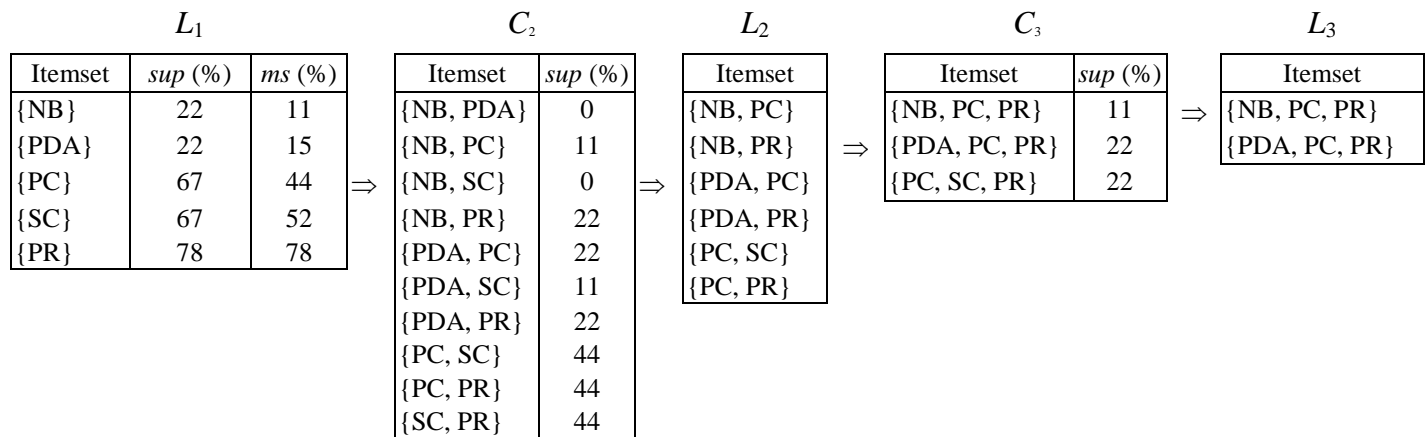 L1 C2 L2 C3 L3
Itemset sup (%) ms (%) Itemset sup (%) Itemset Itemset sup (%) Itemset
{NB} 22 11 {NB, PDA} 0 {NB, PC} {NB, PC, PR} 11 ⇒ {NB, PC, PR}
{PDA} 22 15 {NB, PC} 11 {NB, PR} ⇒ {PDA, PC, PR} 22 {PDA, PC, PR}
{PC} 67 44 ⇒ {NB, SC} 0 ⇒ {PDA, PC} {PC, SC, PR} 22
{SC} 67 52 {NB, PR} 22 {PDA, PR}
{PR} 78 78 {PDA, PC} 22 {PC, SC}
{PDA, SC} 11 {PC, PR}
{PDA, PR} 22
{PC, SC} 44
{PC, PR} 44
{SC, PR} 44